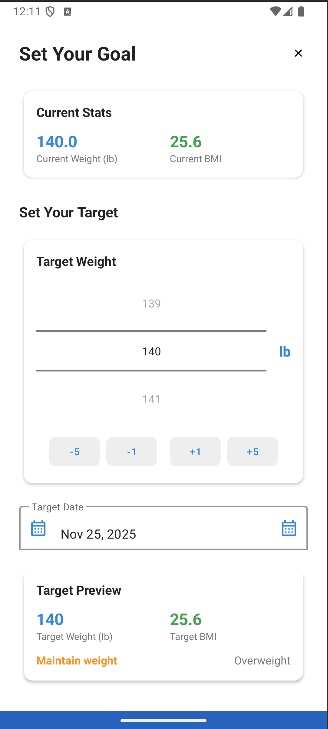 12:11
Set Your Goal
×
Current Stats
140.0 25.6
Current Weight (lb) Current BMI
Set Your Target
Target Weight
139
140 lb
141
-5 -1 +1 +5
Target Date
Nov 25, 2025
Target Preview
140 25.6
Target Weight (lb) Target BMI
Maintain weight Overweight